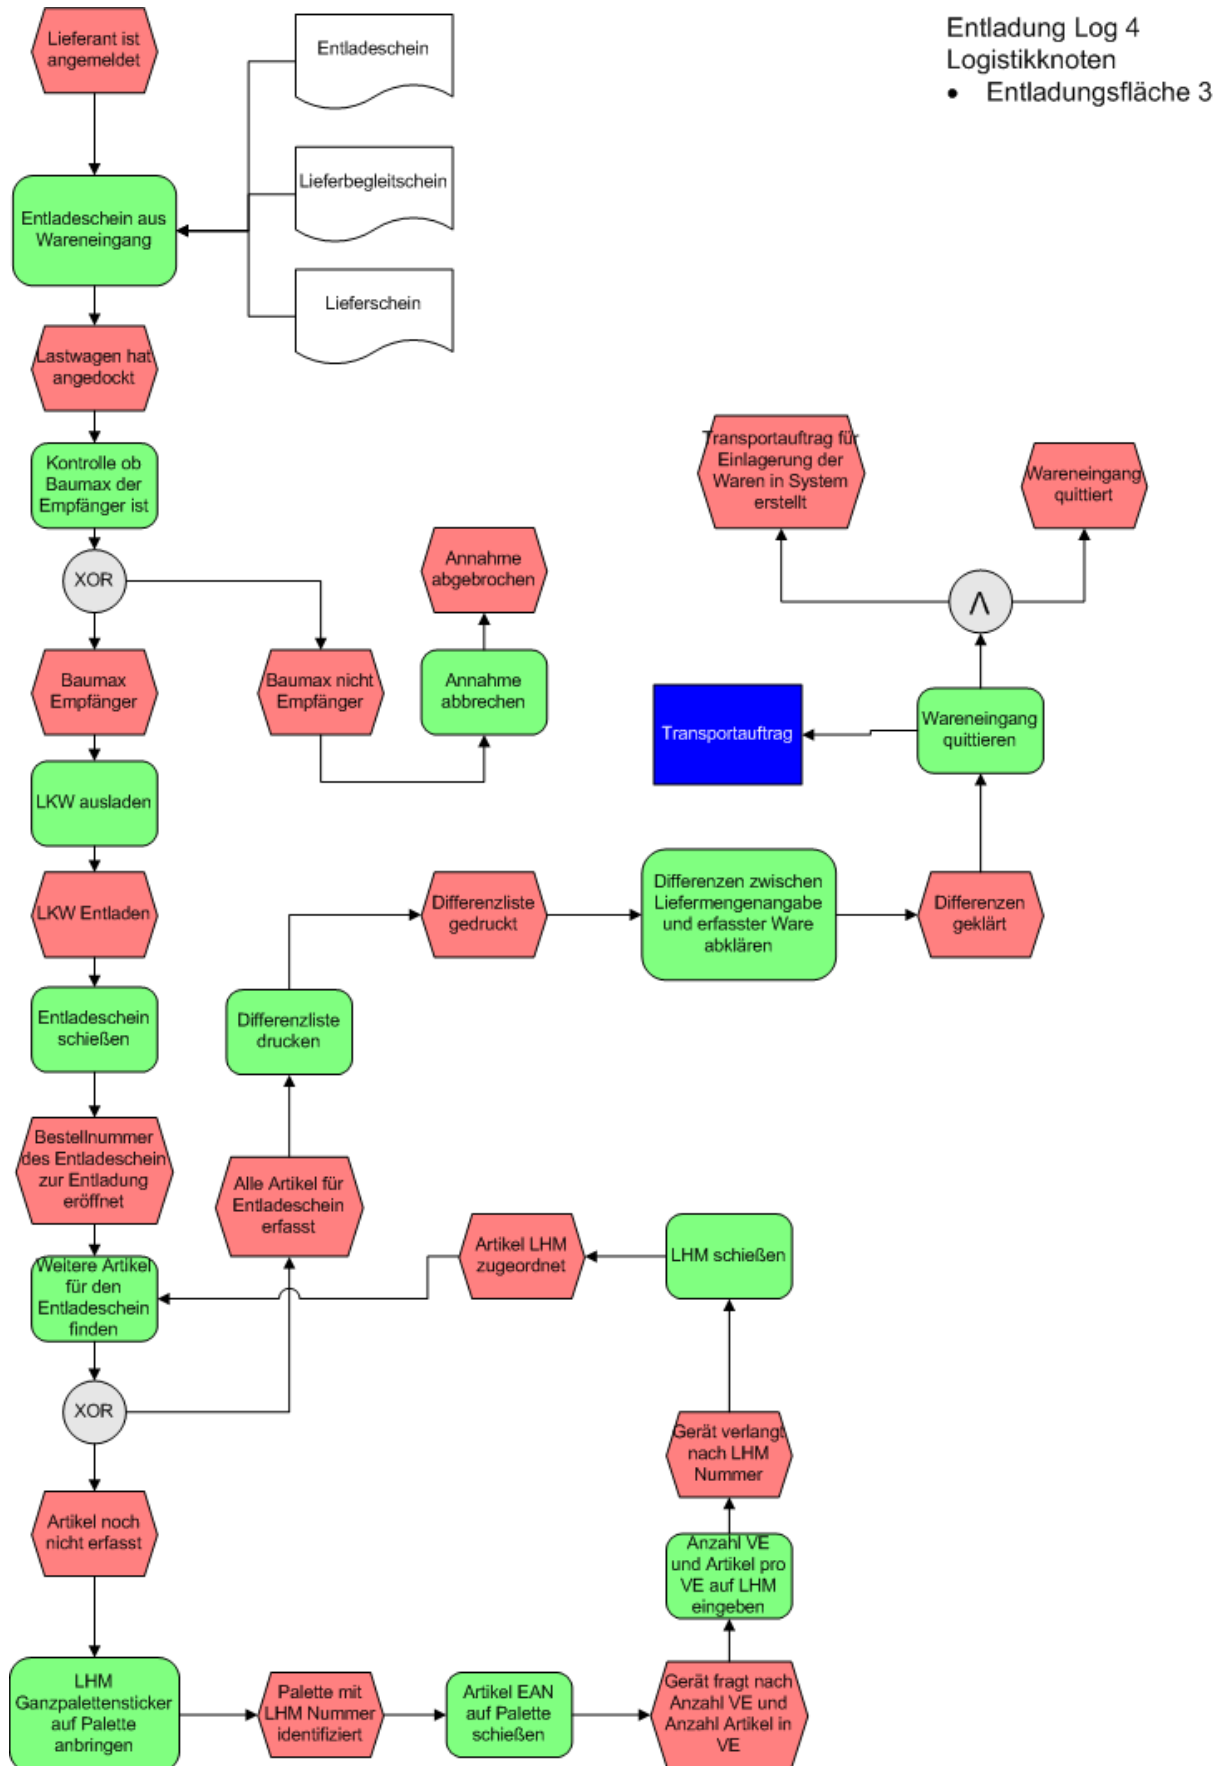 Lieferant ist
angemeldet
Entladeschein
Entladung Log 4
Logistikknoten
• Entladungsfläche 3
Lieferbegleitschein
Entladeschein aus
Wareneingang
Lieferschein
Lastwagen hat
angedockt
Kontrolle ob
Baumax der
Empfänger ist
XOR
Transportauftrag für
Einlagerung der
Waren in System
erstellt
Wareneingang
quittiert
Annahme
abgebrochen
Λ
Baumax
Empfänger
Baumax nicht
Empfänger
Annahme
abbrechen
Transportauftrag
Wareneingang
quittieren
LKW ausladen
LKW Entladen
Differenzliste
gedruckt
Differenzen zwischen
Liefermengenangabe
und erfasster Ware
abklären
Differenzen
geklärt
Entladeschein
schießen
Differenzliste
drucken
Bestellnummer
des Entladeschein
zur Entladung
eröffnet
Alle Artikel für
Entladeschein
erfasst
Artikel LHM
zugeordnet
LHM schießen
Weitere Artikel
für den
Entladeschein
finden
XOR
Gerät verlangt
nach LHM
Nummer
Artikel noch
nicht erfasst
Anzahl VE
und Artikel pro
VE auf LHM
eingeben
LHM
Ganzpalettensticker
auf Palette
anbringen
Palette mit
LHM Nummer
identifiziert
Artikel EAN
auf Palette
schießen
Gerät fragt nach
Anzahl VE und
Anzahl Artikel in
VE